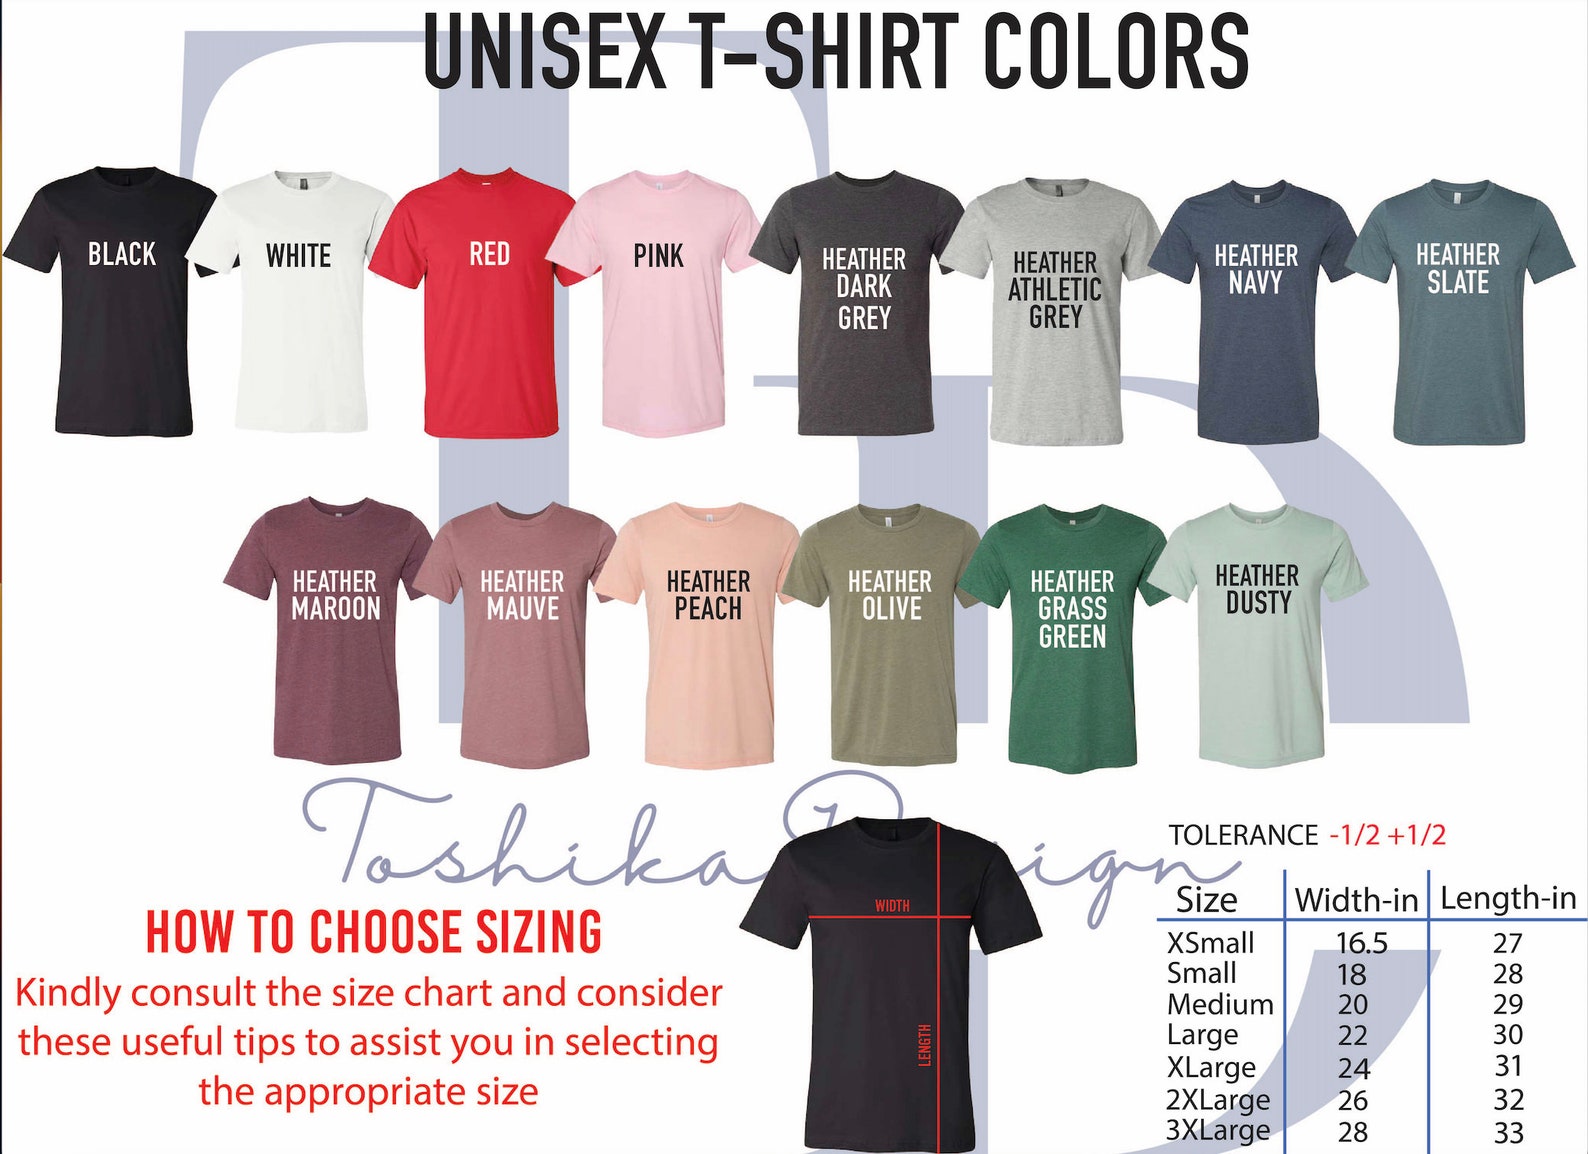 UNISEX T-SHIRT COLORS
BLACK
WHITE
RED
PINK
HEATHER
DARK
GREY
HEATHER
ATHLETIC
GREY
HEATHER
NAVY
HEATHER
SLATE
HEATHER
MAROON
HEATHER
MAUVE
HEATHER
PEACH
HEATHER
OLIVE
HEATHER
GRASS
GREEN
HEATHER
DUSTY
Toshika
HOW TO CHOOSE SIZING
Kindly consult the size chart and consider
these useful tips to assist you in selecting
the appropriate size
WIDTH
LENGTH
TOLERANCE -1/2 +1/2
Size Width-in Length-in
XSmall 16.5 27
Small 18 28
Medium 20 29
Large 22 30
XLarge 24 31
2XLarge 26 32
3XLarge 28 33